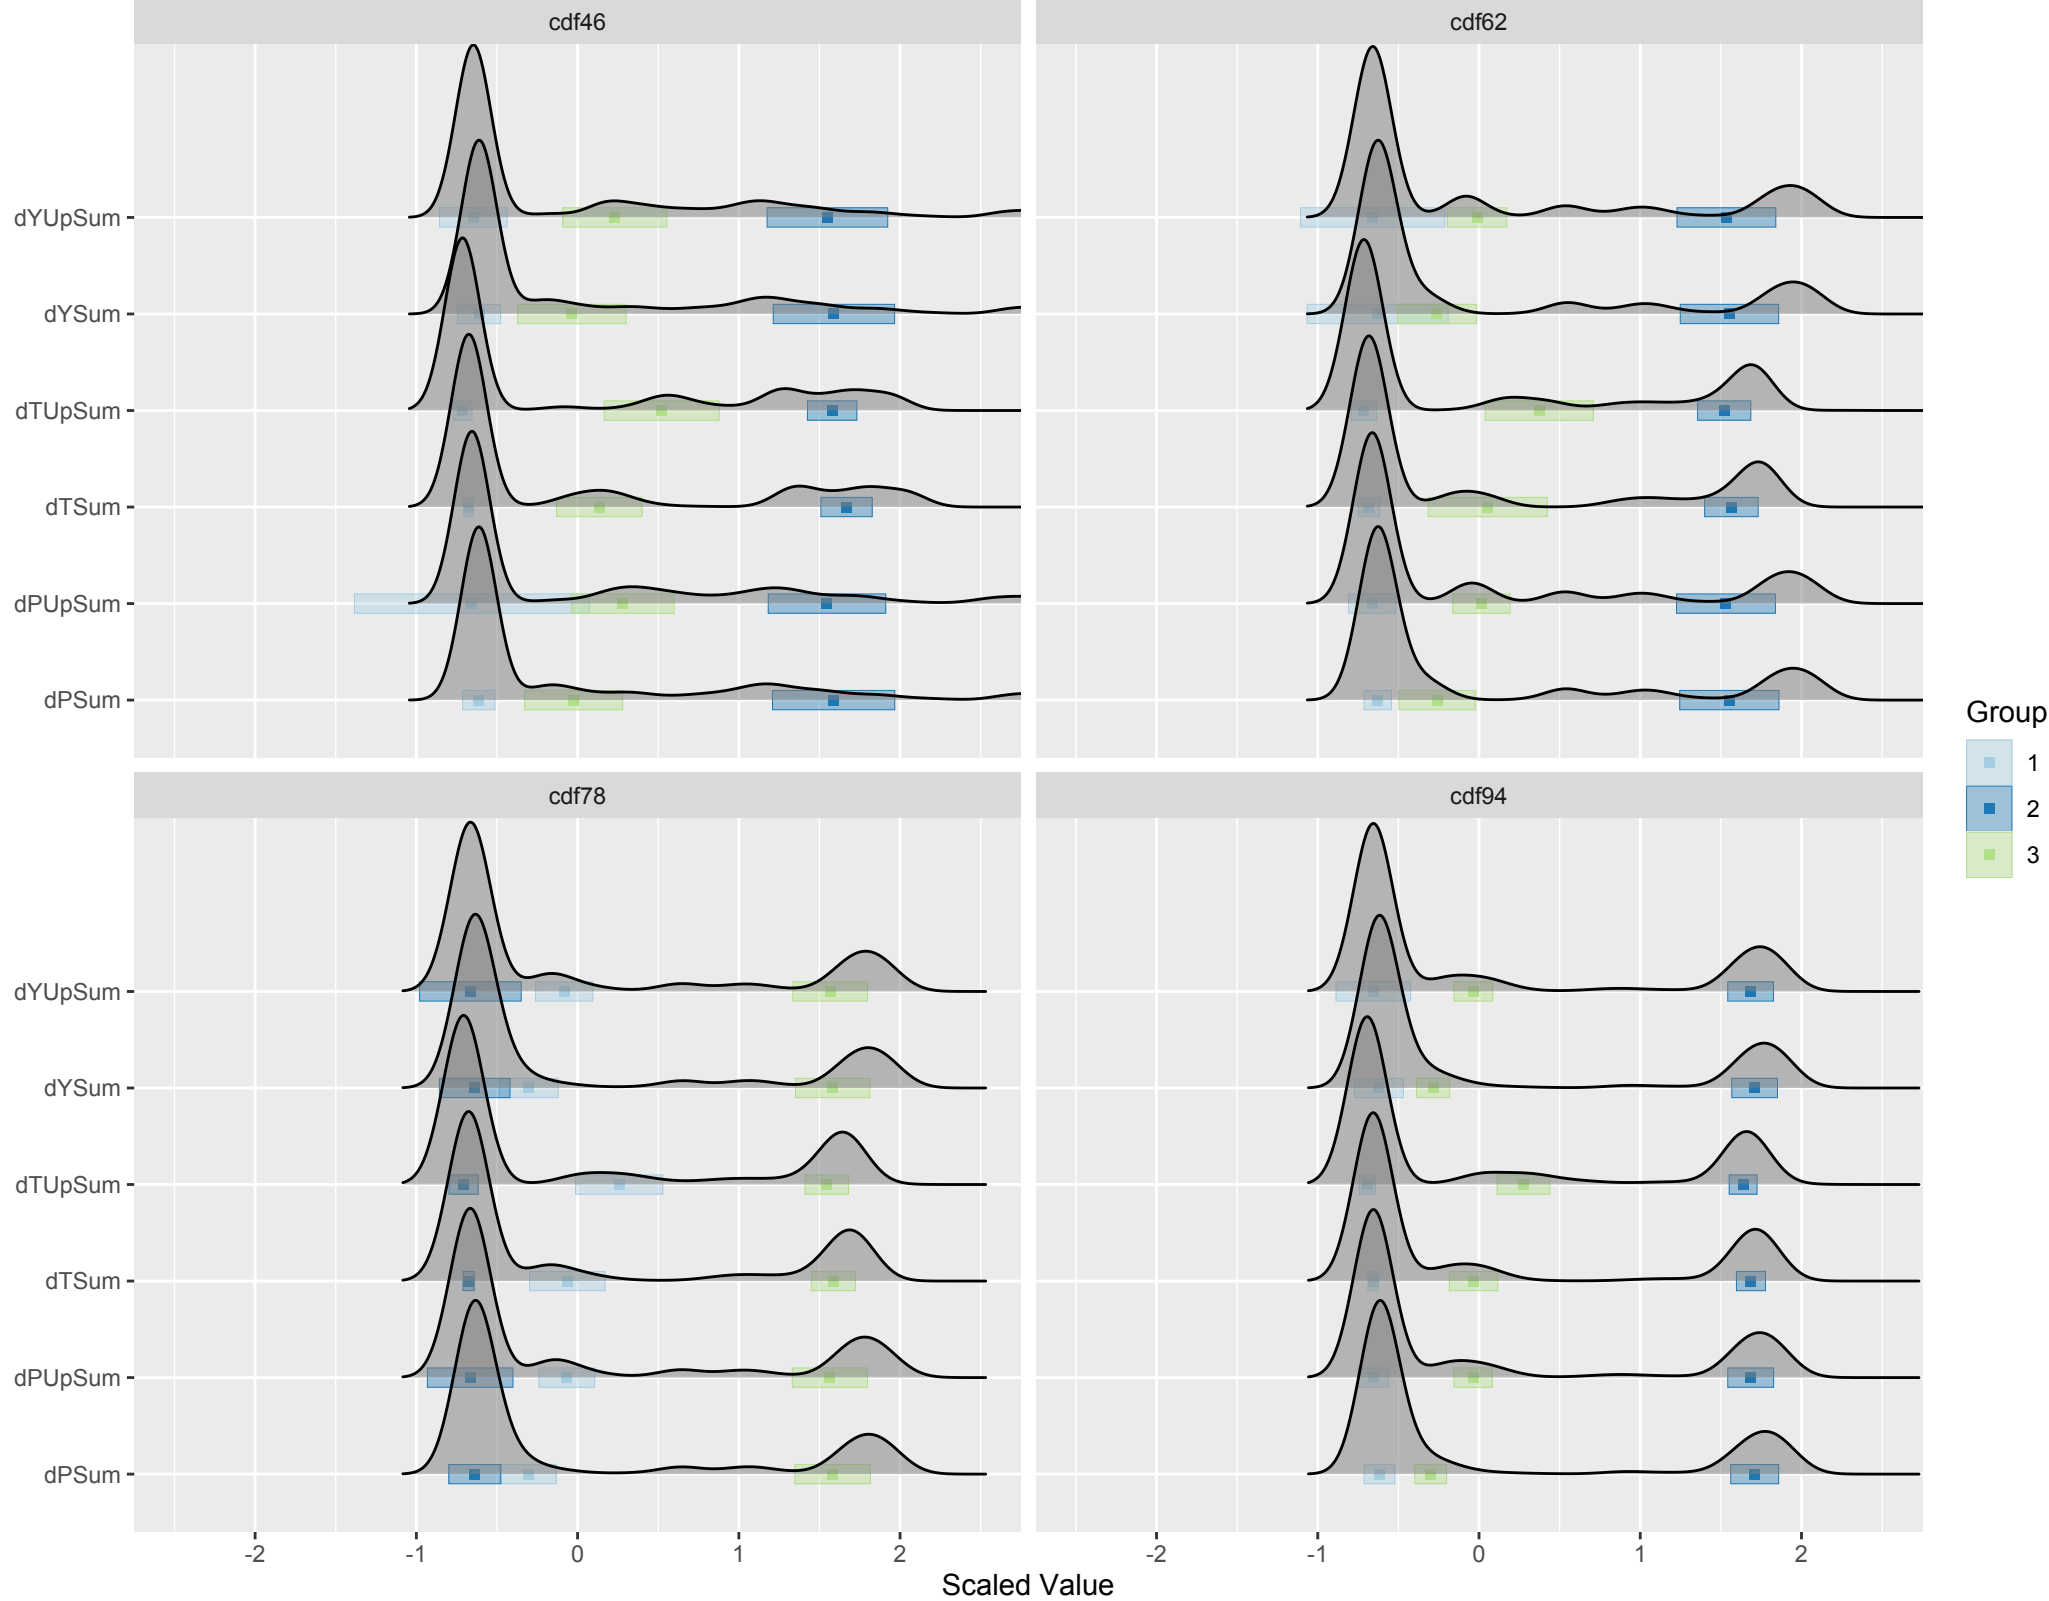 cdf46
cdf62
dYUpSum
dYSum
dTUpSum
dTSum
dPUpSum
dPSum
cdf78
cdf94
dYUpSum
dYSum
dTUpSum
dTSum
dPUpSum
dPSum
-2 -1 0 1 2
-2 -1 0 1 2
Scaled Value
Group
1
2
3